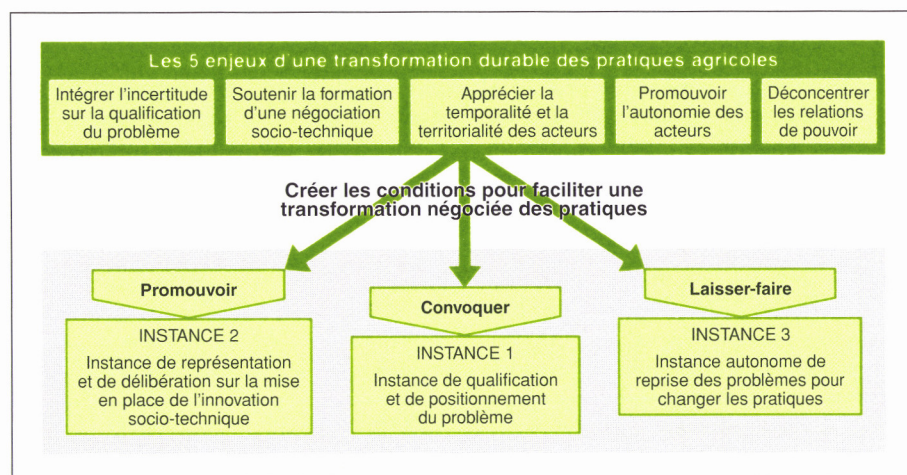 Les 5 enjeux d'une transformation durable des pratiques agricoles
Intégrer l'incertitude
sur la qualification
du problème
Soutenir la formation
d'une négociation
socio-technique
Apprécier la
temporalité et la
territorialité des acteurs
Promouvoir
l'autonomie des
acteurs
Déconcentrer
les relations
de pouvoir
Créer les conditions pour faciliter une
transformation négociée des pratiques
Promouvoir
INSTANCE 2
Instance de représentation
et de délibération sur la mise
en place de l'innovation
socio-technique
Convoquer
INSTANCE 1
Instance de qualification
et de positionnement
du problème
Laisser-faire
INSTANCE 3
Instance autonome de
reprise des problèmes pour
changer les pratiques